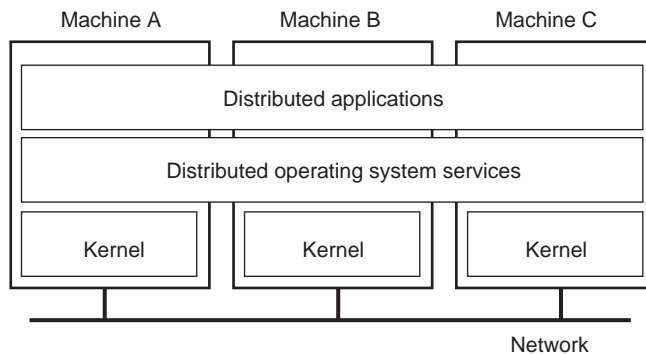 Machine A
Machine B
Machine C
Distributed applications
Distributed operating system services
Kernel
Kernel
Kernel
Network